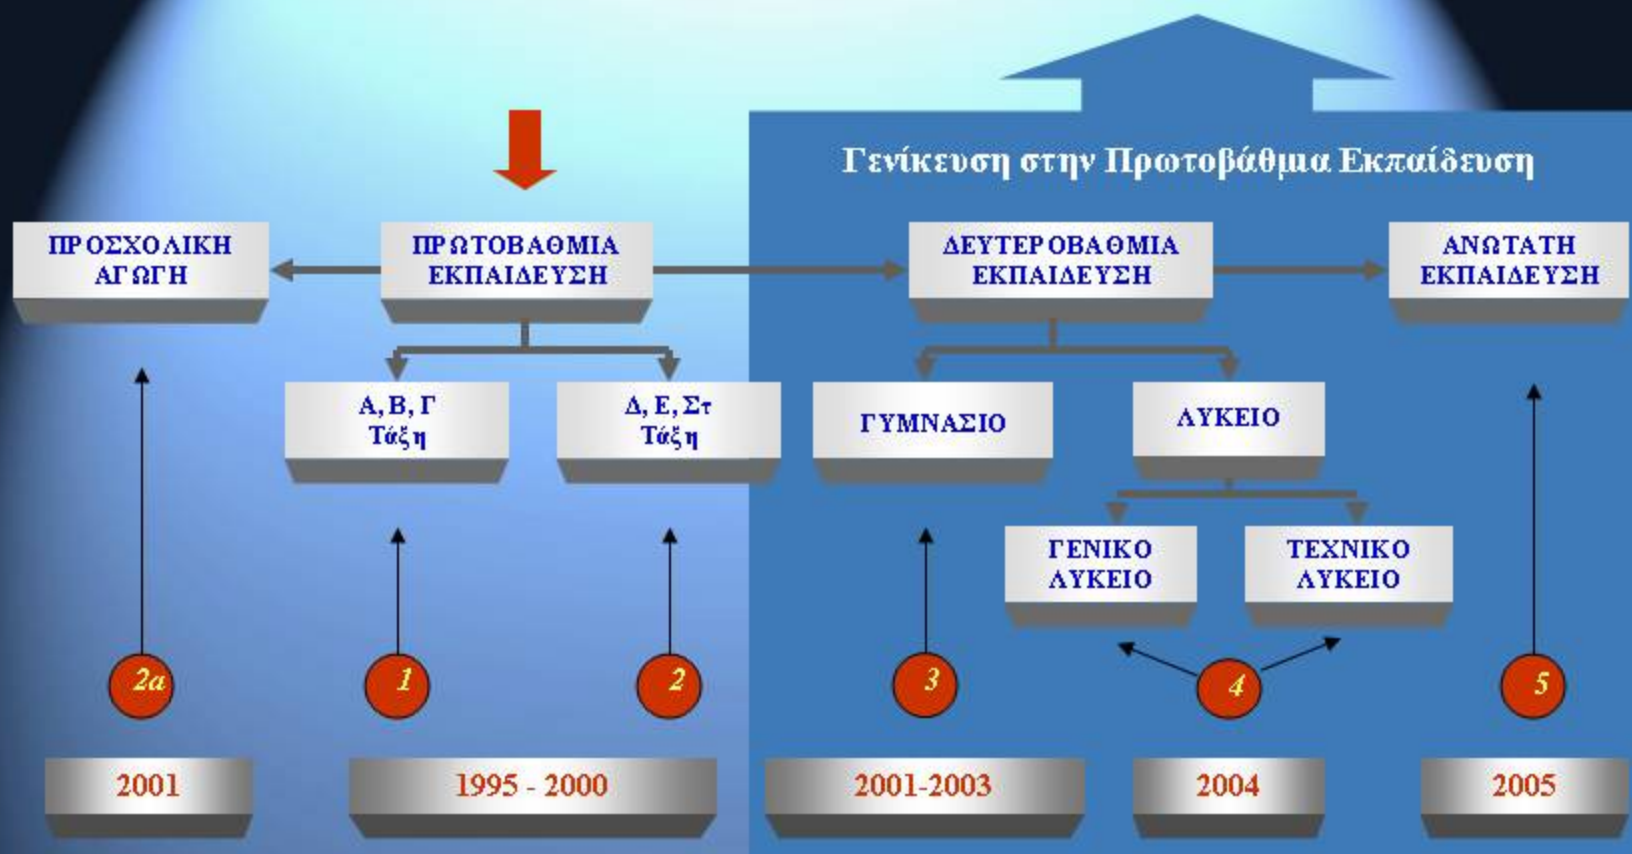 Γενίκευση στην Πρωτοβάθμια Εκπαίδευση
ΠΡΟΣΧΟΛΙΚΗ
ΑΓΩΓΗ
ΠΡΩΤΟΒΑΘΜΙΑ
ΕΚΠΑΙΔΕΥΣΗ
ΔΕΥΤΕΡΟΒΑΘΜΙΑ
ΕΚΠΑΙΔΕΥΣΗ
ΑΝΩΤΑΤΗ
ΕΚΠΑΙΔΕΥΣΗ
Α, Β, Γ
Τάξη
Δ, Ε, Στ
Τάξη
ΓΥΜΝΑΣΙΟ
ΛΥΚΕΙΟ
ΓΕΝΙΚΟ
ΛΥΚΕΙΟ
ΤΕΧΝΙΚΟ
ΛΥΚΕΙΟ
2a
1
2
3
4
5
2001
1995 - 2000
2001-2003
2004
2005